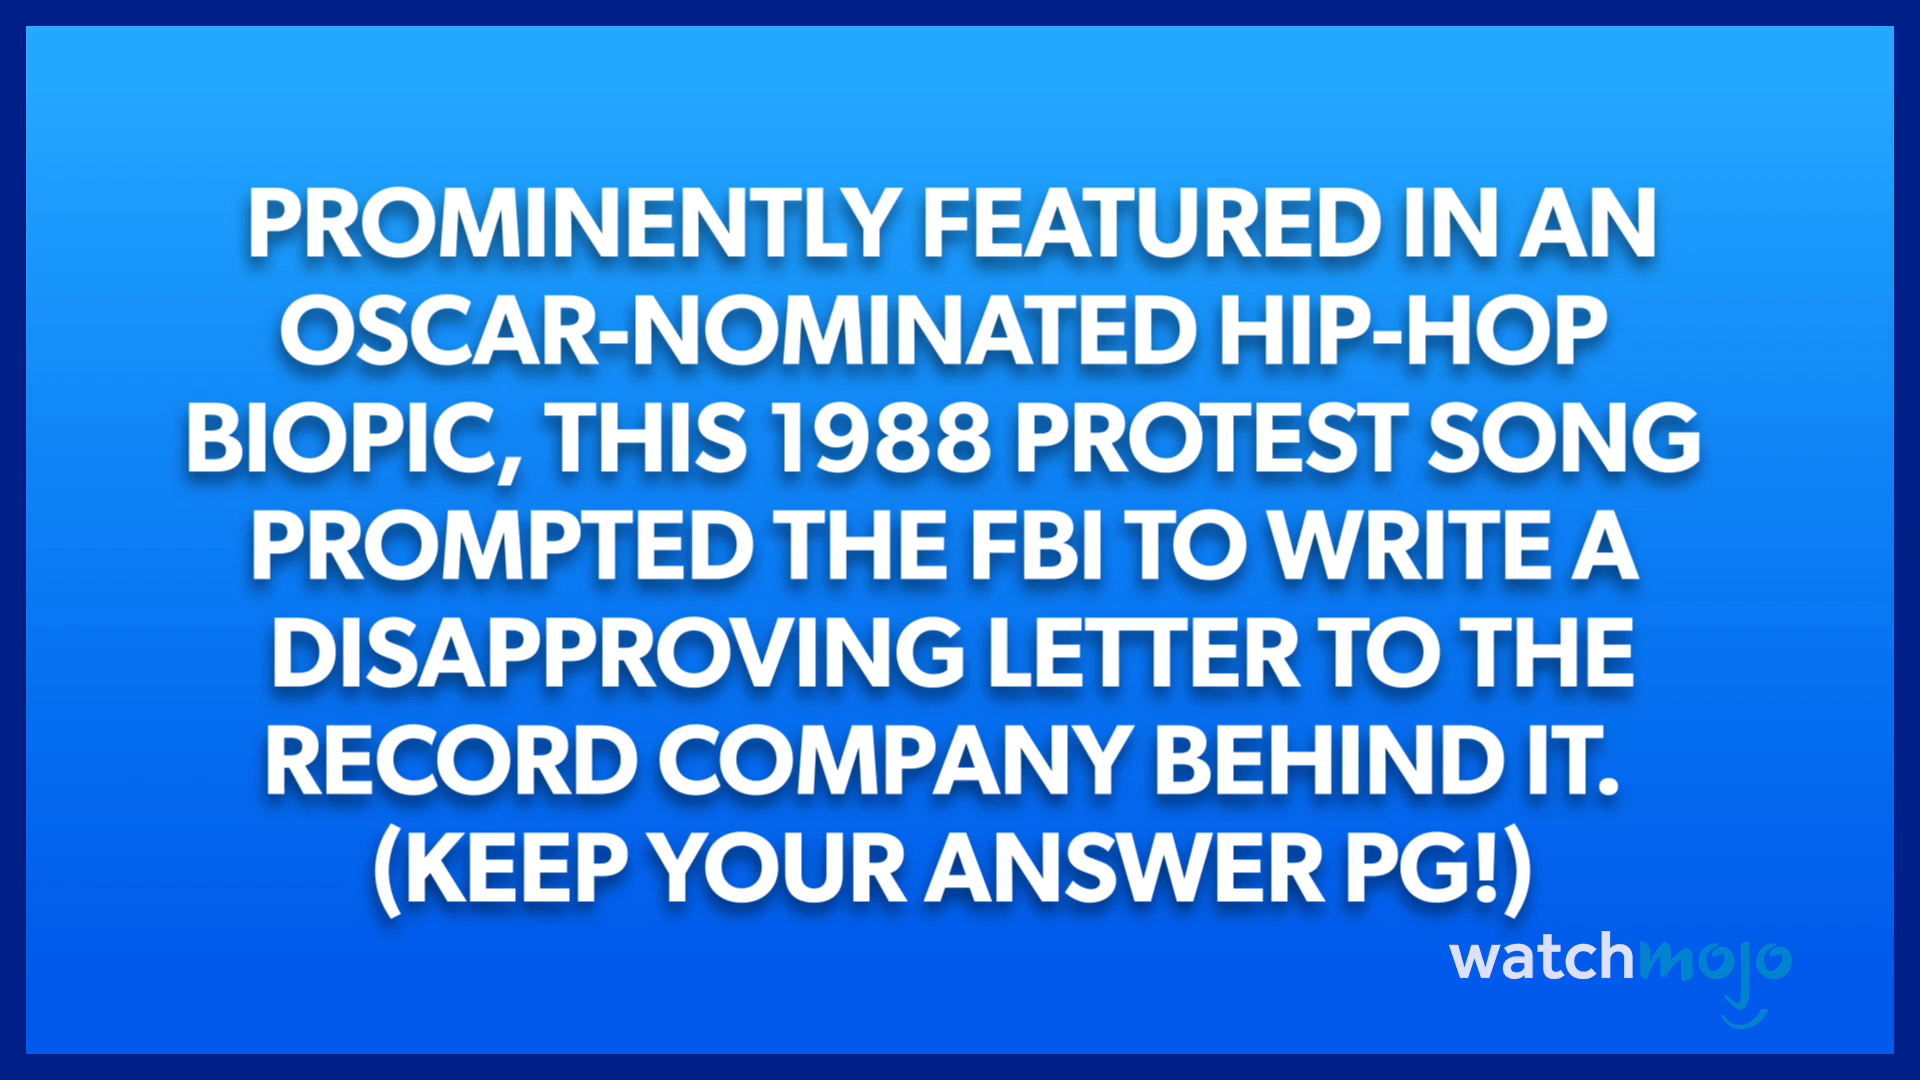 PROMINENTLY FEATURED IN AN
OSCAR-NOMINATED HIP-HOP
BIOPIC, THIS 1988 PROTEST SONG
PROMPTED THE FBI TO WRITE A
DISAPPROVING LETTER TO THE
RECORD COMPANY BEHIND IT.
(KEEP YOUR ANSWER PG!)
watchmojo